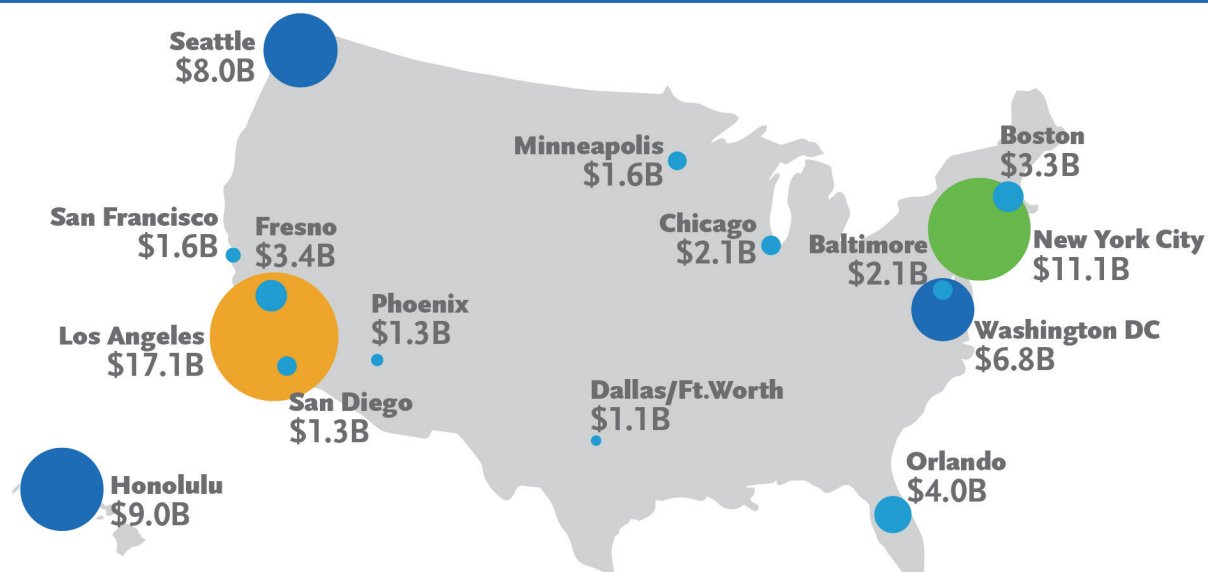 Seattle
$8.0B
Minneapolis
$1.6B
Boston
$3.3B
San Francisco
$1.6B
Fresno
$3.4B
Chicago
$2.1B
Baltimore
$2.1B
New York City
$11.1B
Los Angeles
$17.1B
Phoenix
$1.3B
Washington DC
$6.8B
San Diego
$1.3B
Dallas/Ft.Worth
$1.1B
Honolulu
$9.0B
Orlando
$4.0B